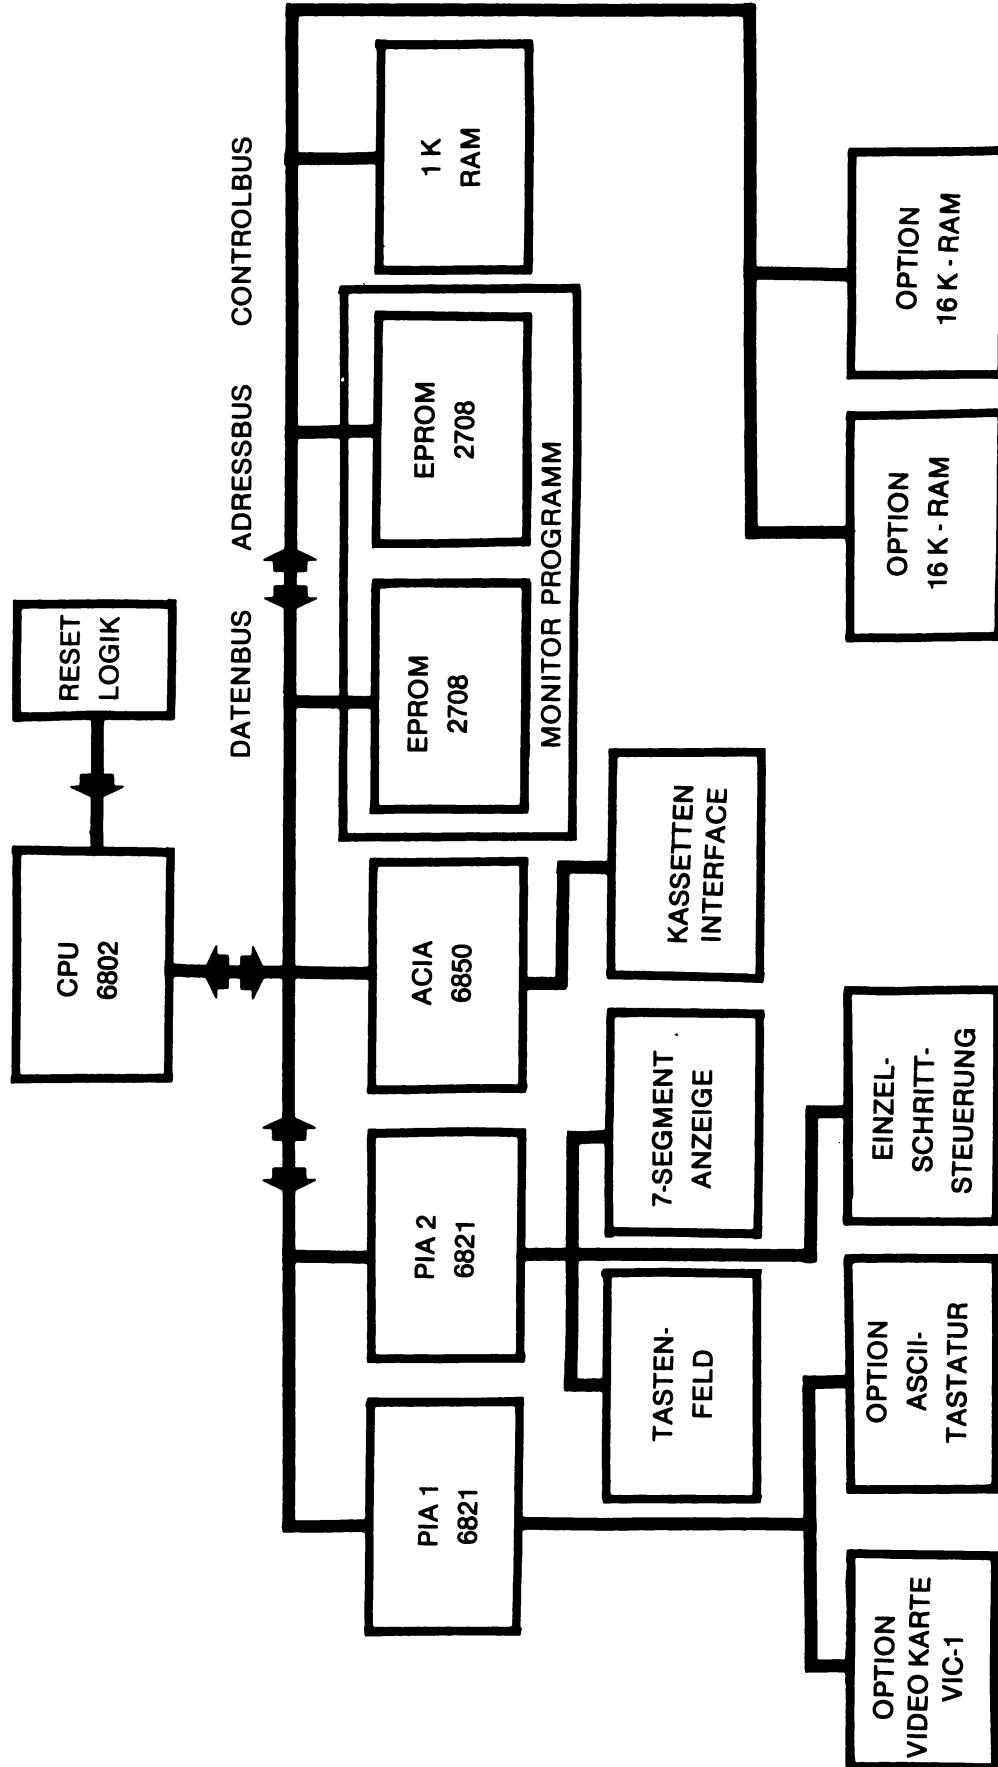 CPU
6802
RESET
LOGIK
DATENBUS
ADRESSBUS
CONTROLBUS
PIA 1
6821
PIA 2
6821
ACIA
6850
EPROM
2708
EPROM
2708
MONITOR PROGRAMM
1 K
RAM
TASTEN-
FELD
7-SEGMENT
ANZEIGE
KASSETTEN
INTERFACE
OPTION
VIDEO KARTE
VIC-1
OPTION
ASCII-
TASTATUR
EINZEL-
SCHRITT-
STEUERUNG
OPTION
16 K - RAM
OPTION
16 K - RAM